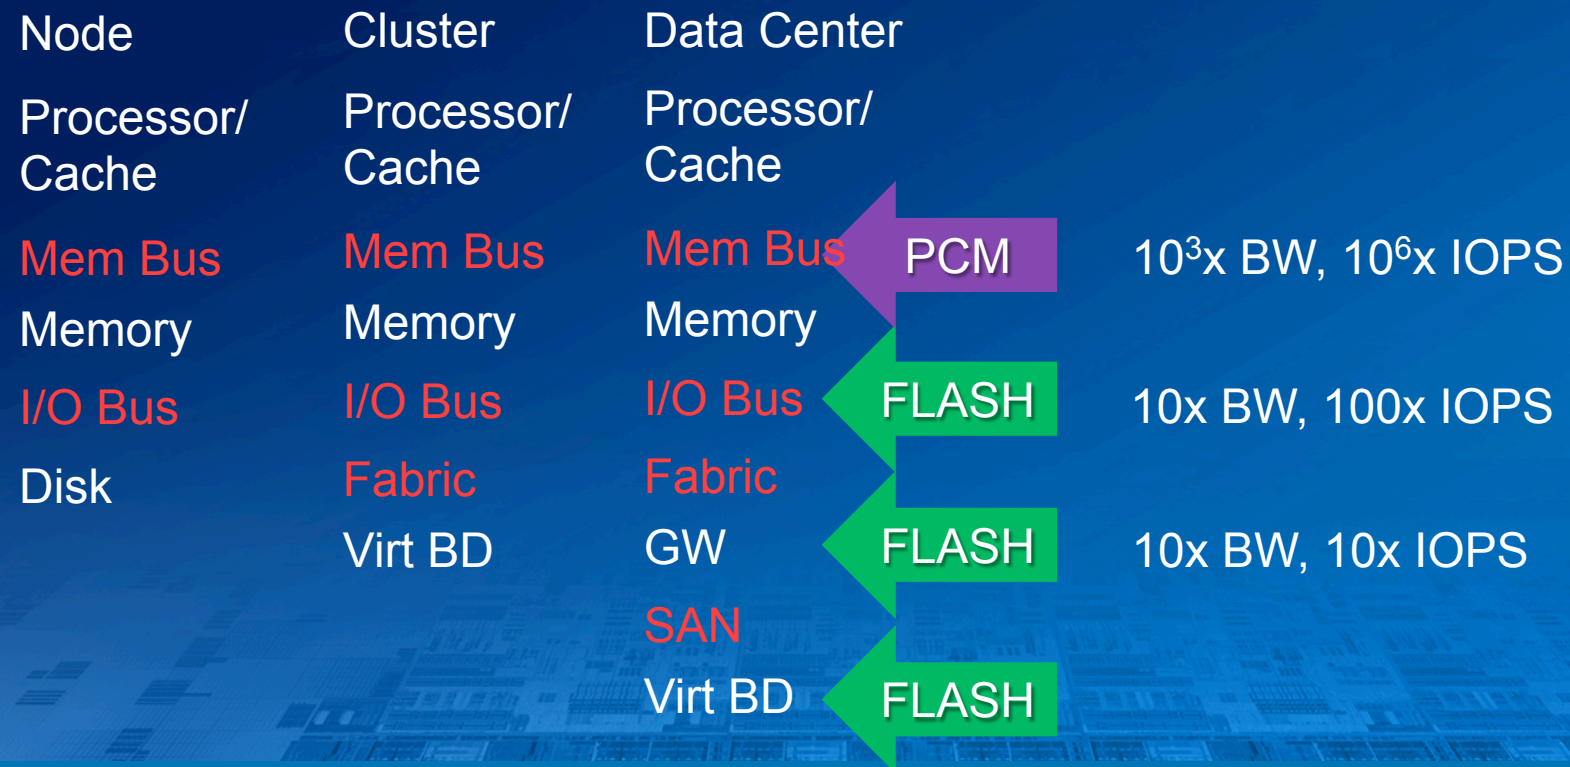 Node Cluster Data Center
Processor/ Processor/ Processor/
Cache Cache Cache
Mem Bus Mem Bus Mem Bus PCM 10³x BW, 10⁶x IOPS
Memory Memory Memory
I/O Bus I/O Bus I/O Bus FLASH 10x BW, 100x IOPS
Disk Fabric Fabric
Virt BD GW FLASH 10x BW, 10x IOPS
SAN
Virt BD FLASH